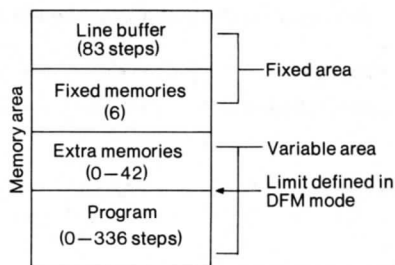 Line buffer
(83 steps)
Fixed area
Fixed memories
(6)
Memory area
Extra memories
(0–42)
Variable area
Limit defined in
DFM mode
Program
(0–336 steps)